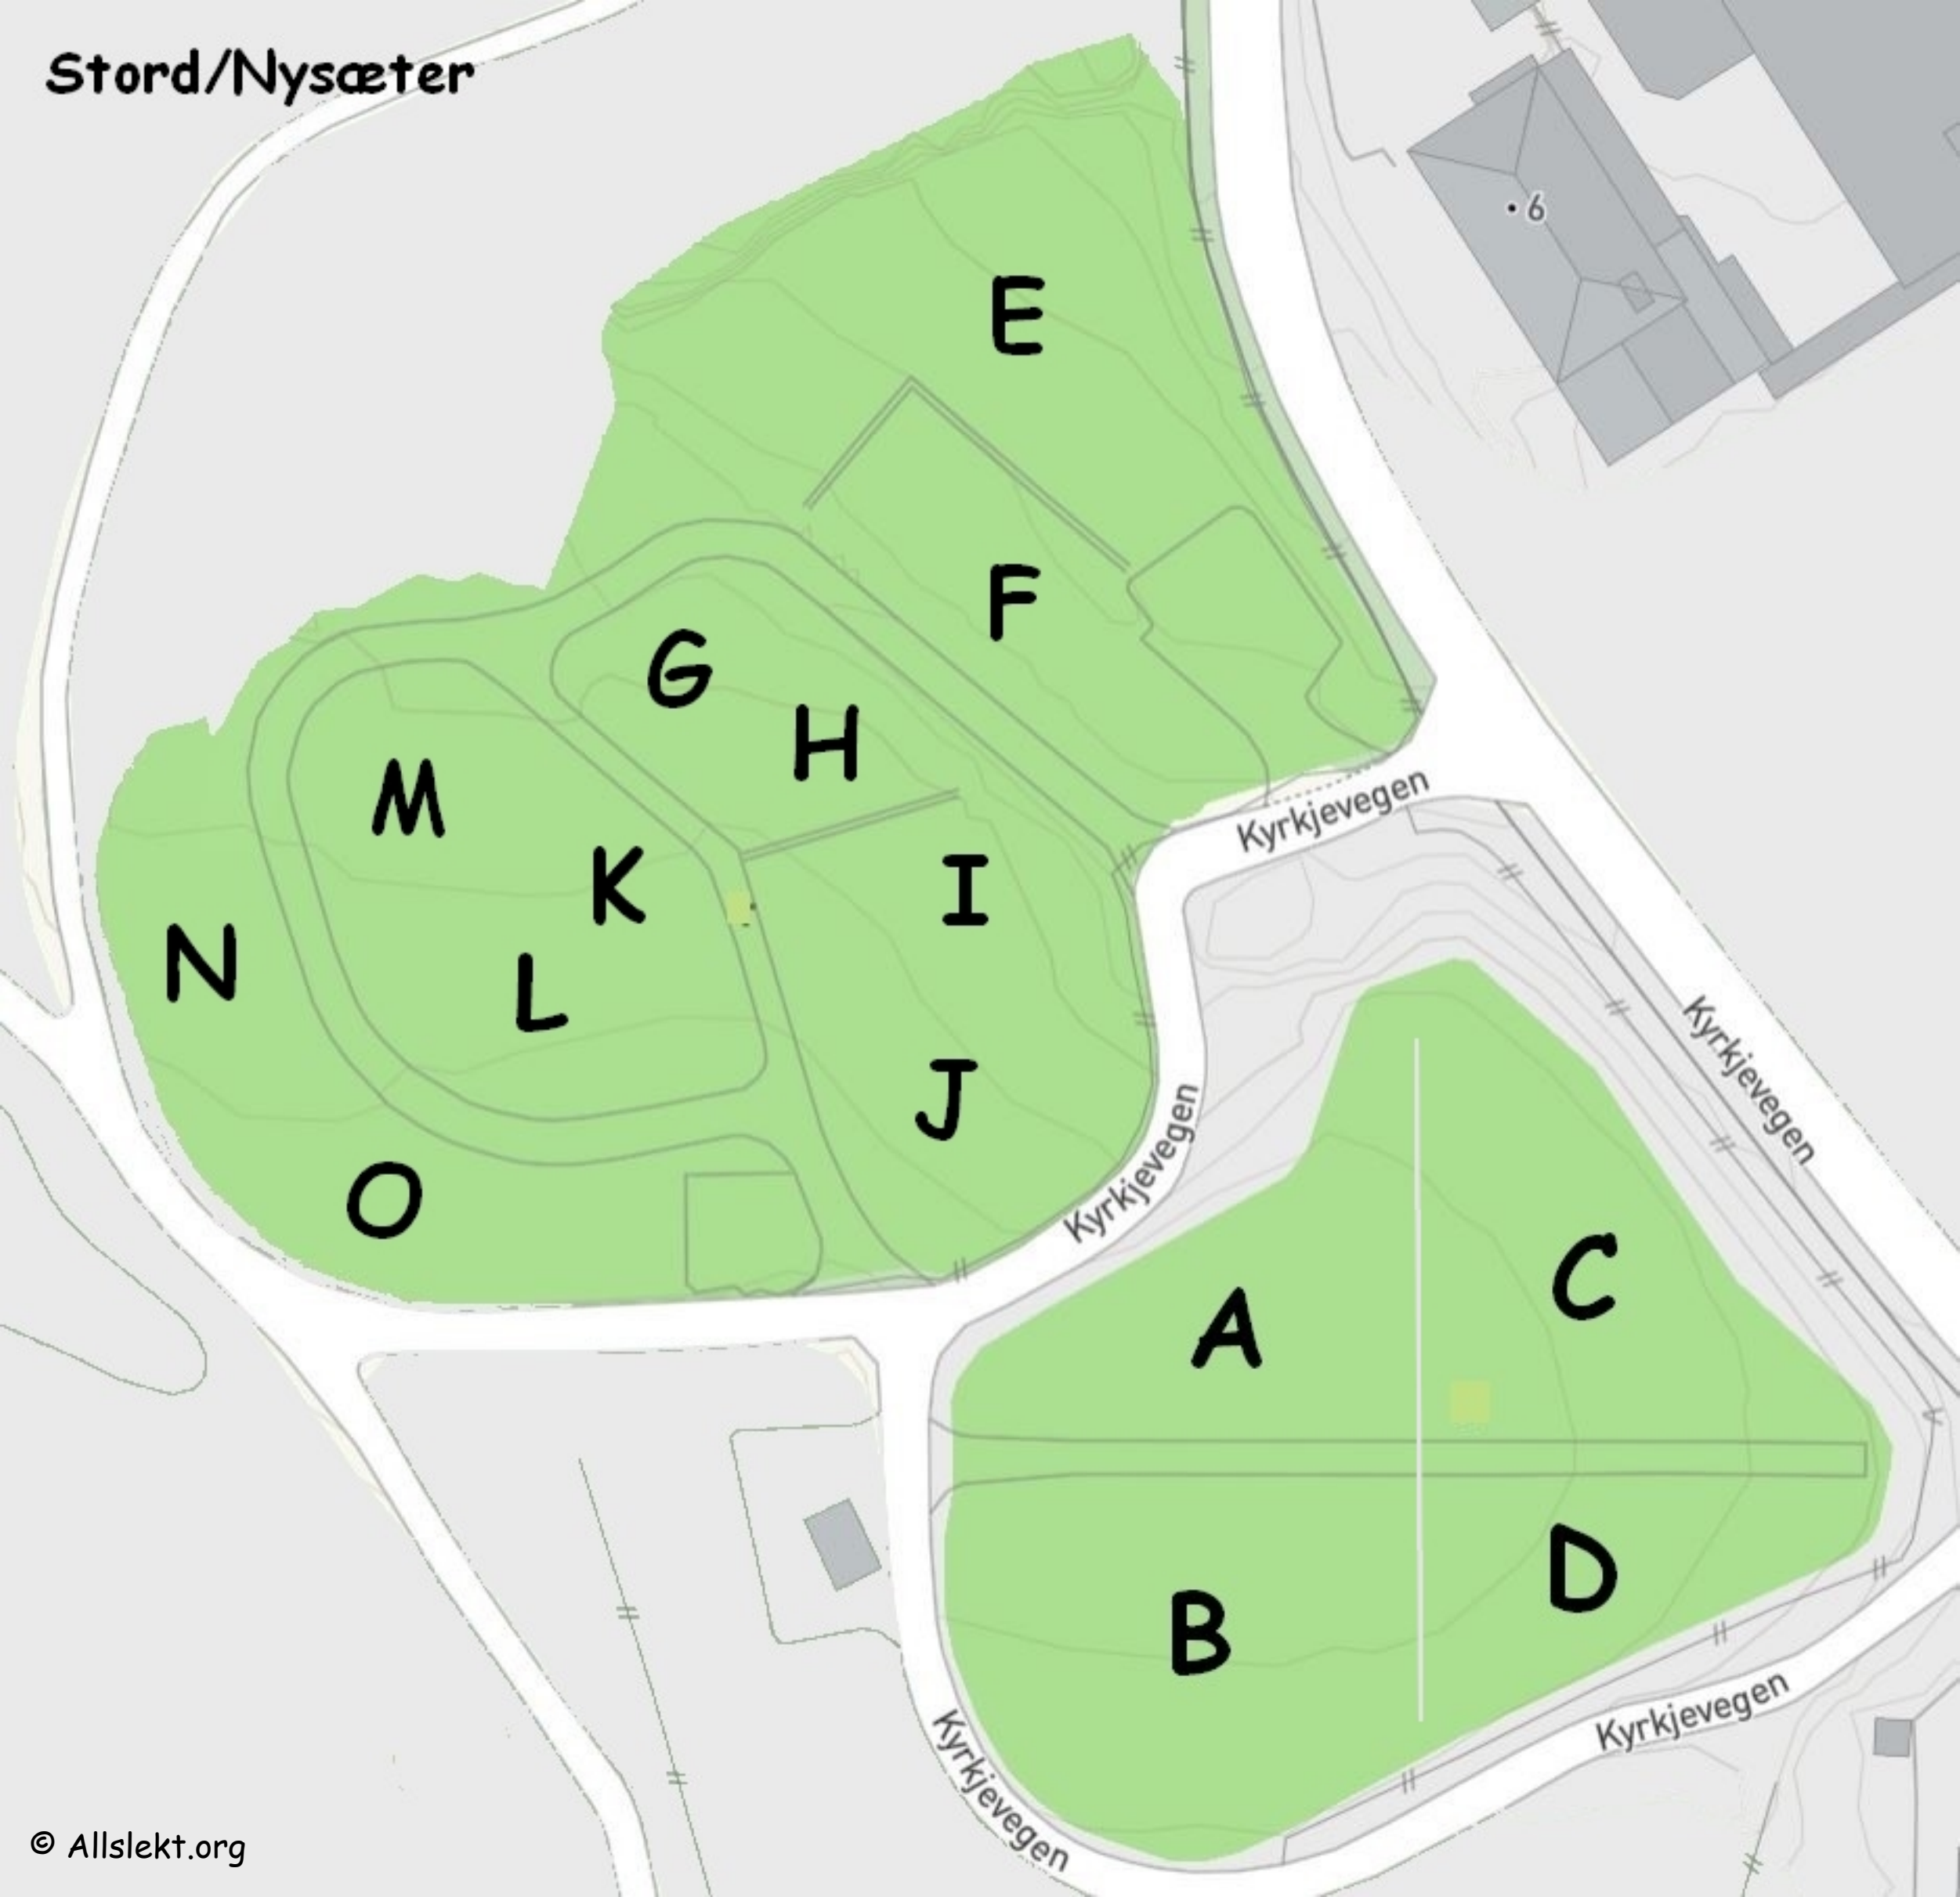 Stord/Nysæter
• 6
E
F
G
H
M
K
I
N
L
J
O
Kyrkjevegen
Kyrkjevegen
Kyrkjevegen
C
A
D
B
Kyrkjevegen
Kyrkjevegen
© Allslekt.org